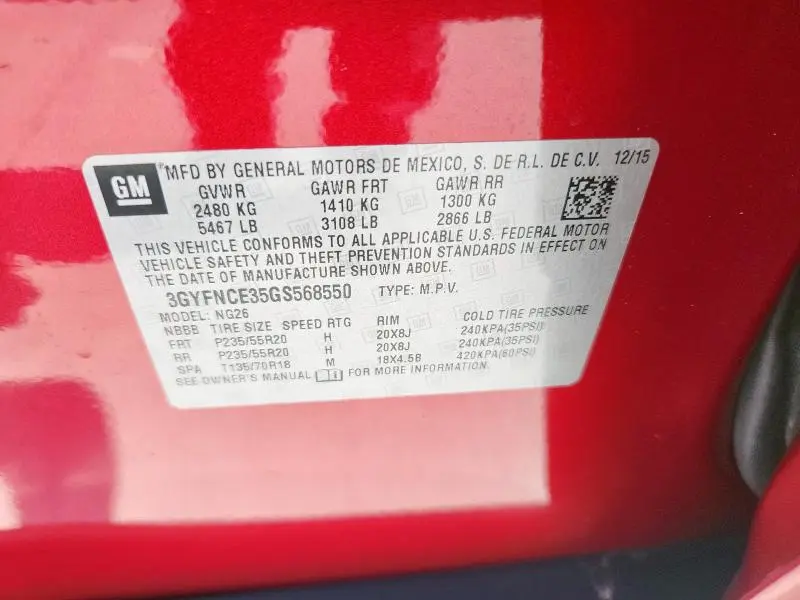 GM
®MFD BY GENERAL MOTORS DE MEXICO, S. DE R.L. DE C.V. 12/15
GVWR GAWR FRT GAWR RR
2480 KG 1410 KG 1300 KG
5467 LB 3108 LB 2866 LB
THIS VEHICLE CONFORMS TO ALL APPLICABLE U.S. FEDERAL MOTOR
VEHICLE SAFETY AND THEFT PREVENTION STANDARDS IN EFFECT ON
THE DATE OF MANUFACTURE SHOWN ABOVE.
3GYFNCE35GS568550 TYPE: M.P.V.
MODEL: NG26
NBBB TIRE SIZE SPEED RTG RIM COLD TIRE PRESSURE
FRT P235/55R20 H 20X8J 240KPA(35PSI)
RR P235/55R20 H 20X8J 240KPA(35PSI)
SPA T135/70R18 M 18X4.5B 420KPA(60PSI)
SEE OWNER'S MANUAL FOR MORE INFORMATION.